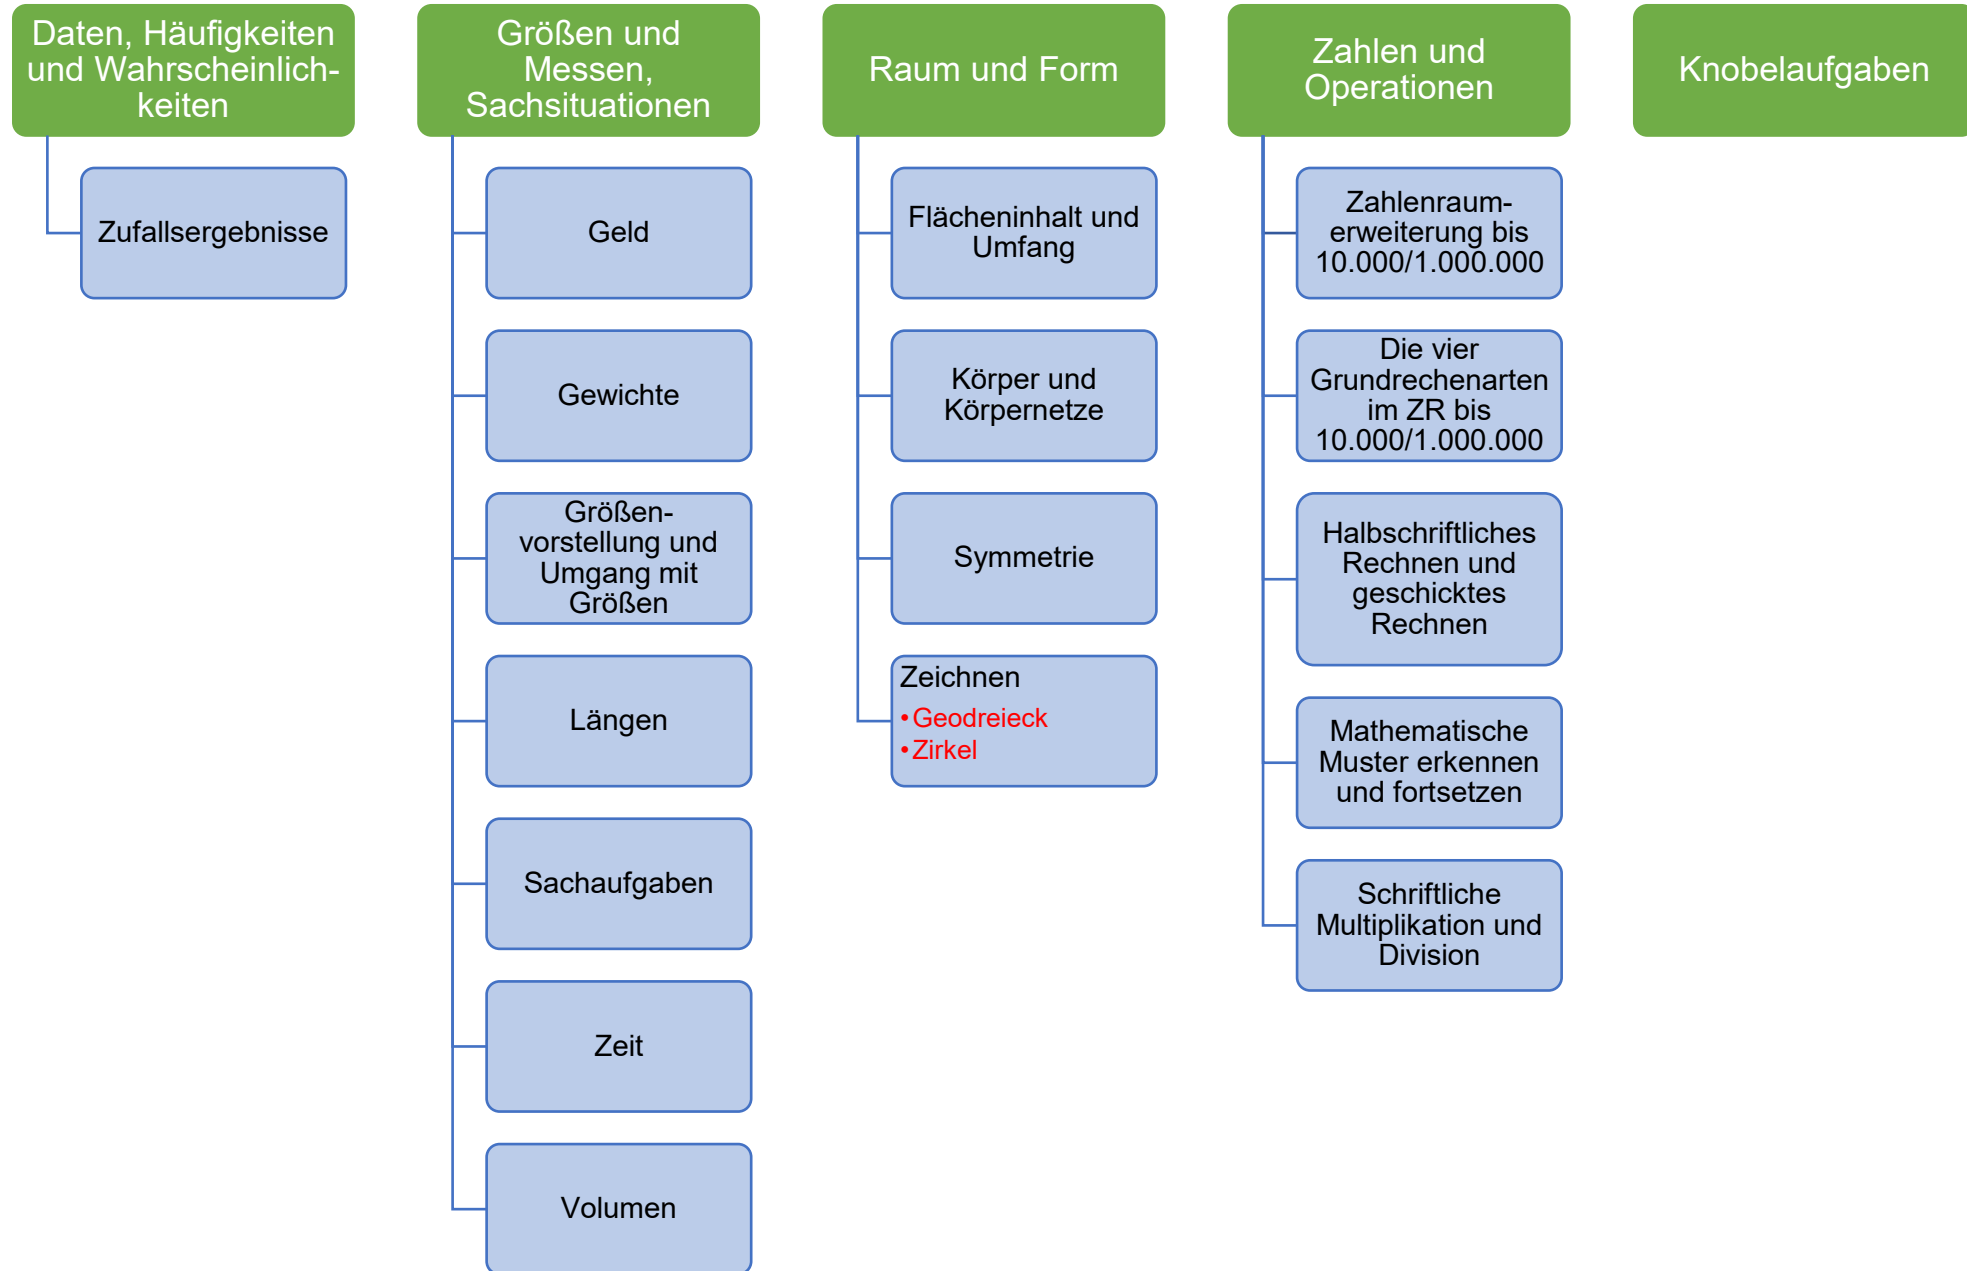 Daten, Häufigkeiten
und Wahrscheinlich-
keiten
Zufallsergebnisse
Größen und
Messen,
Sachsituationen
Geld
Gewichte
Größen-
vorstellung und
Umgang mit
Größen
Längen
Sachaufgaben
Zeit
Volumen
Raum und Form
Flächeninhalt und
Umfang
Körper und
Körpernetze
Symmetrie
Zeichnen
•Geodreieck
•Zirkel
Zahlen und
Operationen
Zahlenraum-
erweiterung bis
10.000/1.000.000
Die vier
Grundrechenarten
im ZR bis
10.000/1.000.000
Halbschriftliches
Rechnen und
geschicktes
Rechnen
Mathematische
Muster erkennen
und fortsetzen
Schriftliche
Multiplikation und
Division
Knobelaufgaben